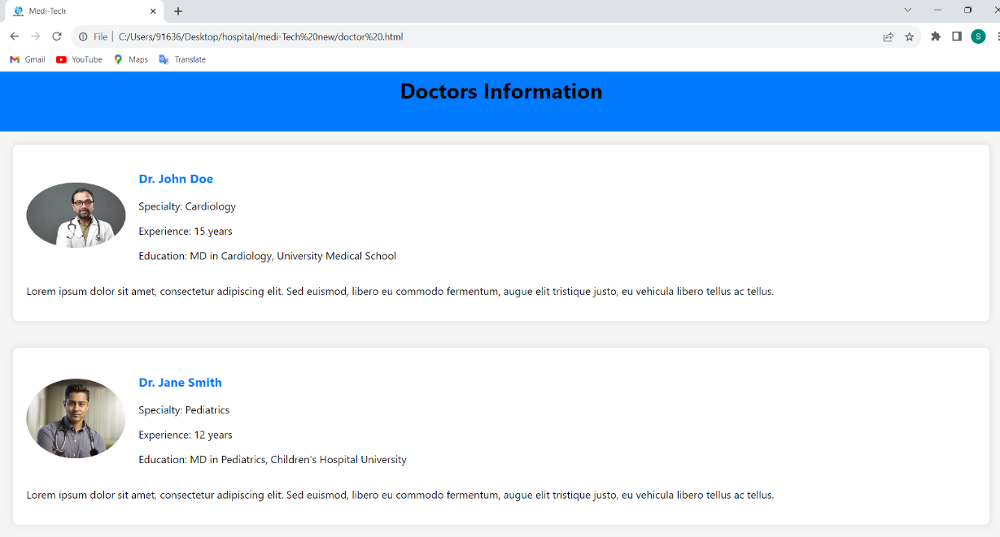 Medi-Tech
File | C:/Users/91636/Desktop/hospital/medi-Tech%20new/doctor%20.html
S
Gmail YouTube Maps Translate
Doctors Information
Dr. John Doe
Specialty: Cardiology
Experience: 15 years
Education: MD in Cardiology, University Medical School
Lorem ipsum dolor sit amet, consectetur adipiscing elit. Sed euismod, libero eu commodo fermentum, augue elit tristique justo, eu vehicula libero tellus ac tellus.
Dr. Jane Smith
Specialty: Pediatrics
Experience: 12 years
Education: MD in Pediatrics, Children's Hospital University
Lorem ipsum dolor sit amet, consectetur adipiscing elit. Sed euismod, libero eu commodo fermentum, augue elit tristique justo, eu vehicula libero tellus ac tellus.